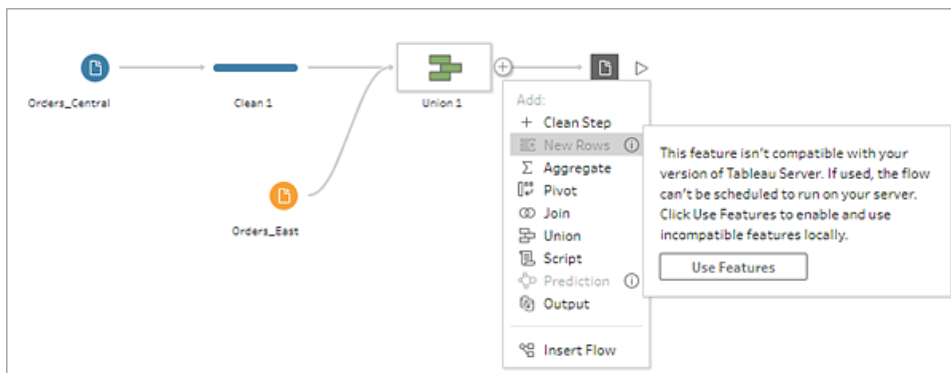 Orders_Central
Clean 1
Union 1
Orders_East
Add:
Clean Step
New Rows
Aggregate
Pivot
Join
Union
Script
Prediction
Output
Insert Flow
This feature isn't compatible with your
version of Tableau Server. If used, the flow
can't be scheduled to run on your server.
Click Use Features to enable and use
incompatible features locally.
Use Features